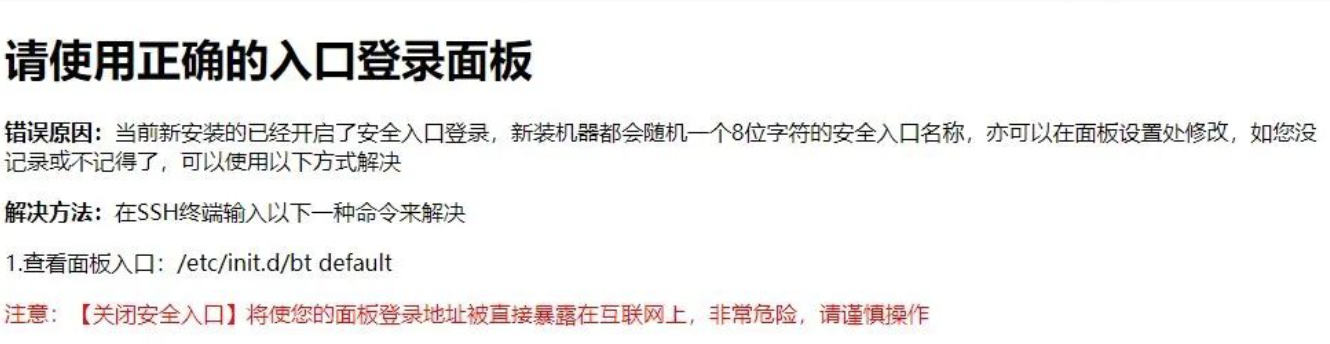 请使用正确的入口登录面板
错误原因：当前新安装的已经开启了安全入口登录，新装机器都会随机一个8位字符的安全入口名称，亦可以在面板设置处修改，如您没
记录或不记得了，可以使用以下方式解决
解决方法：在SSH终端输入以下一种命令来解决
1.查看面板入口：/etc/init.d/bt default
注意：【关闭安全入口】将使您的面板登录地址被直接暴露在互联网上，非常危险，请谨慎操作